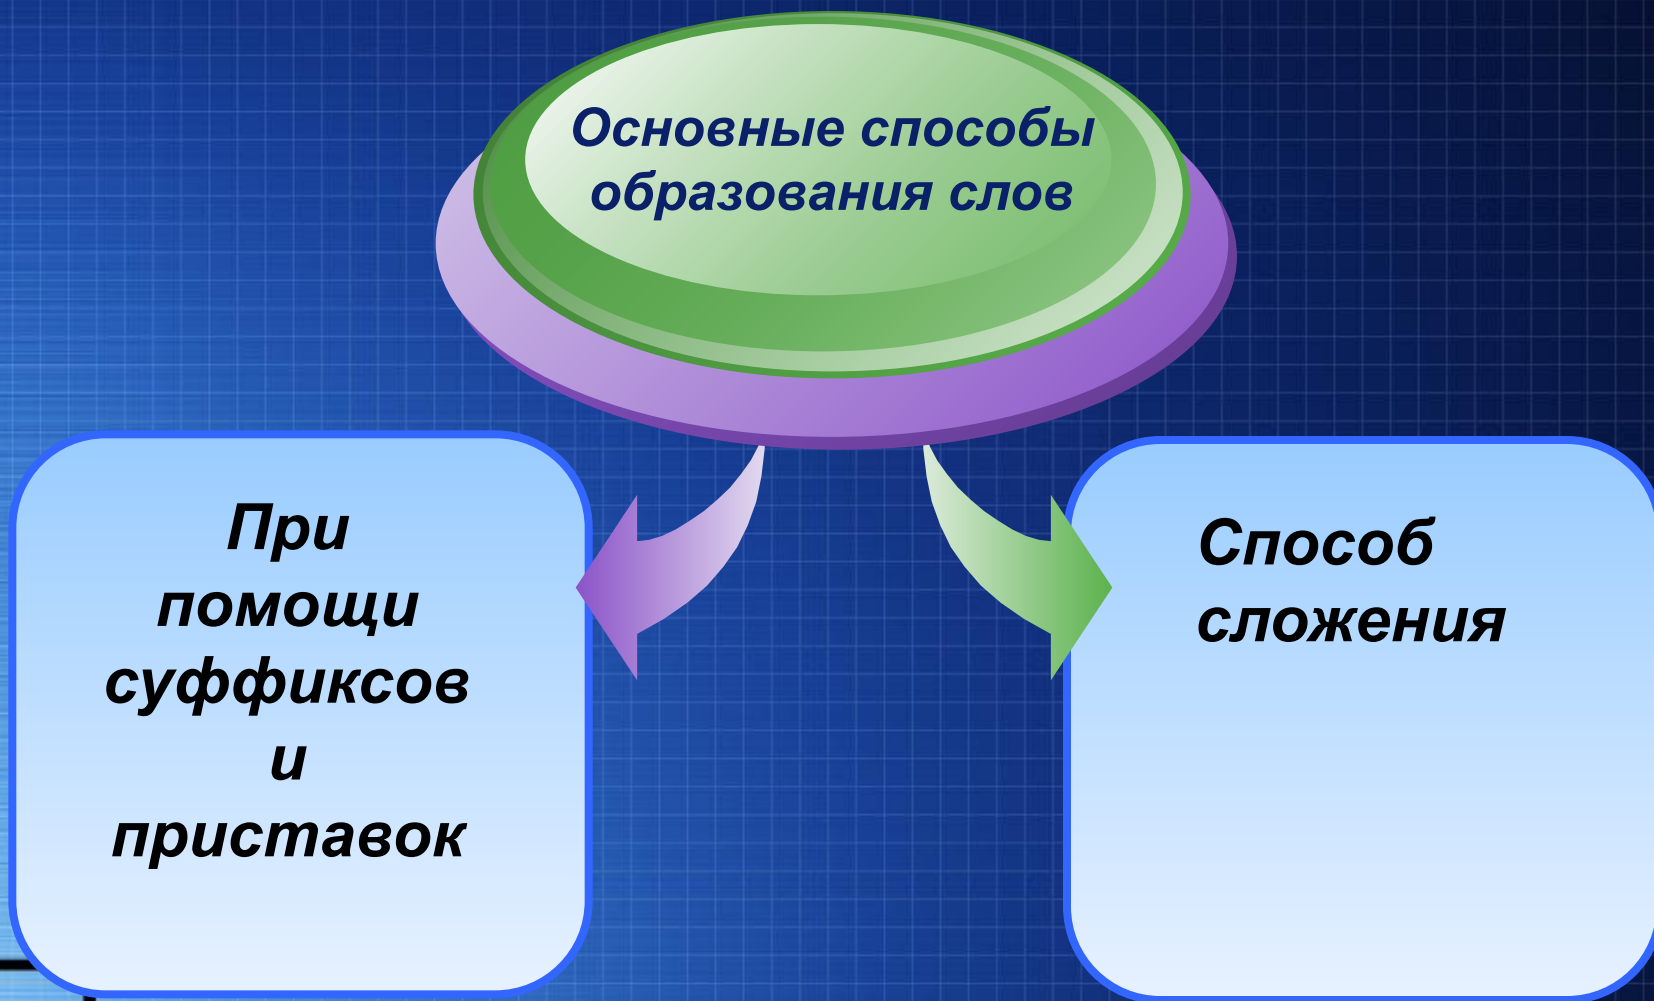 Основные способы
образования слов
При
помощи
суффиксов
и
приставок
Способ
сложения